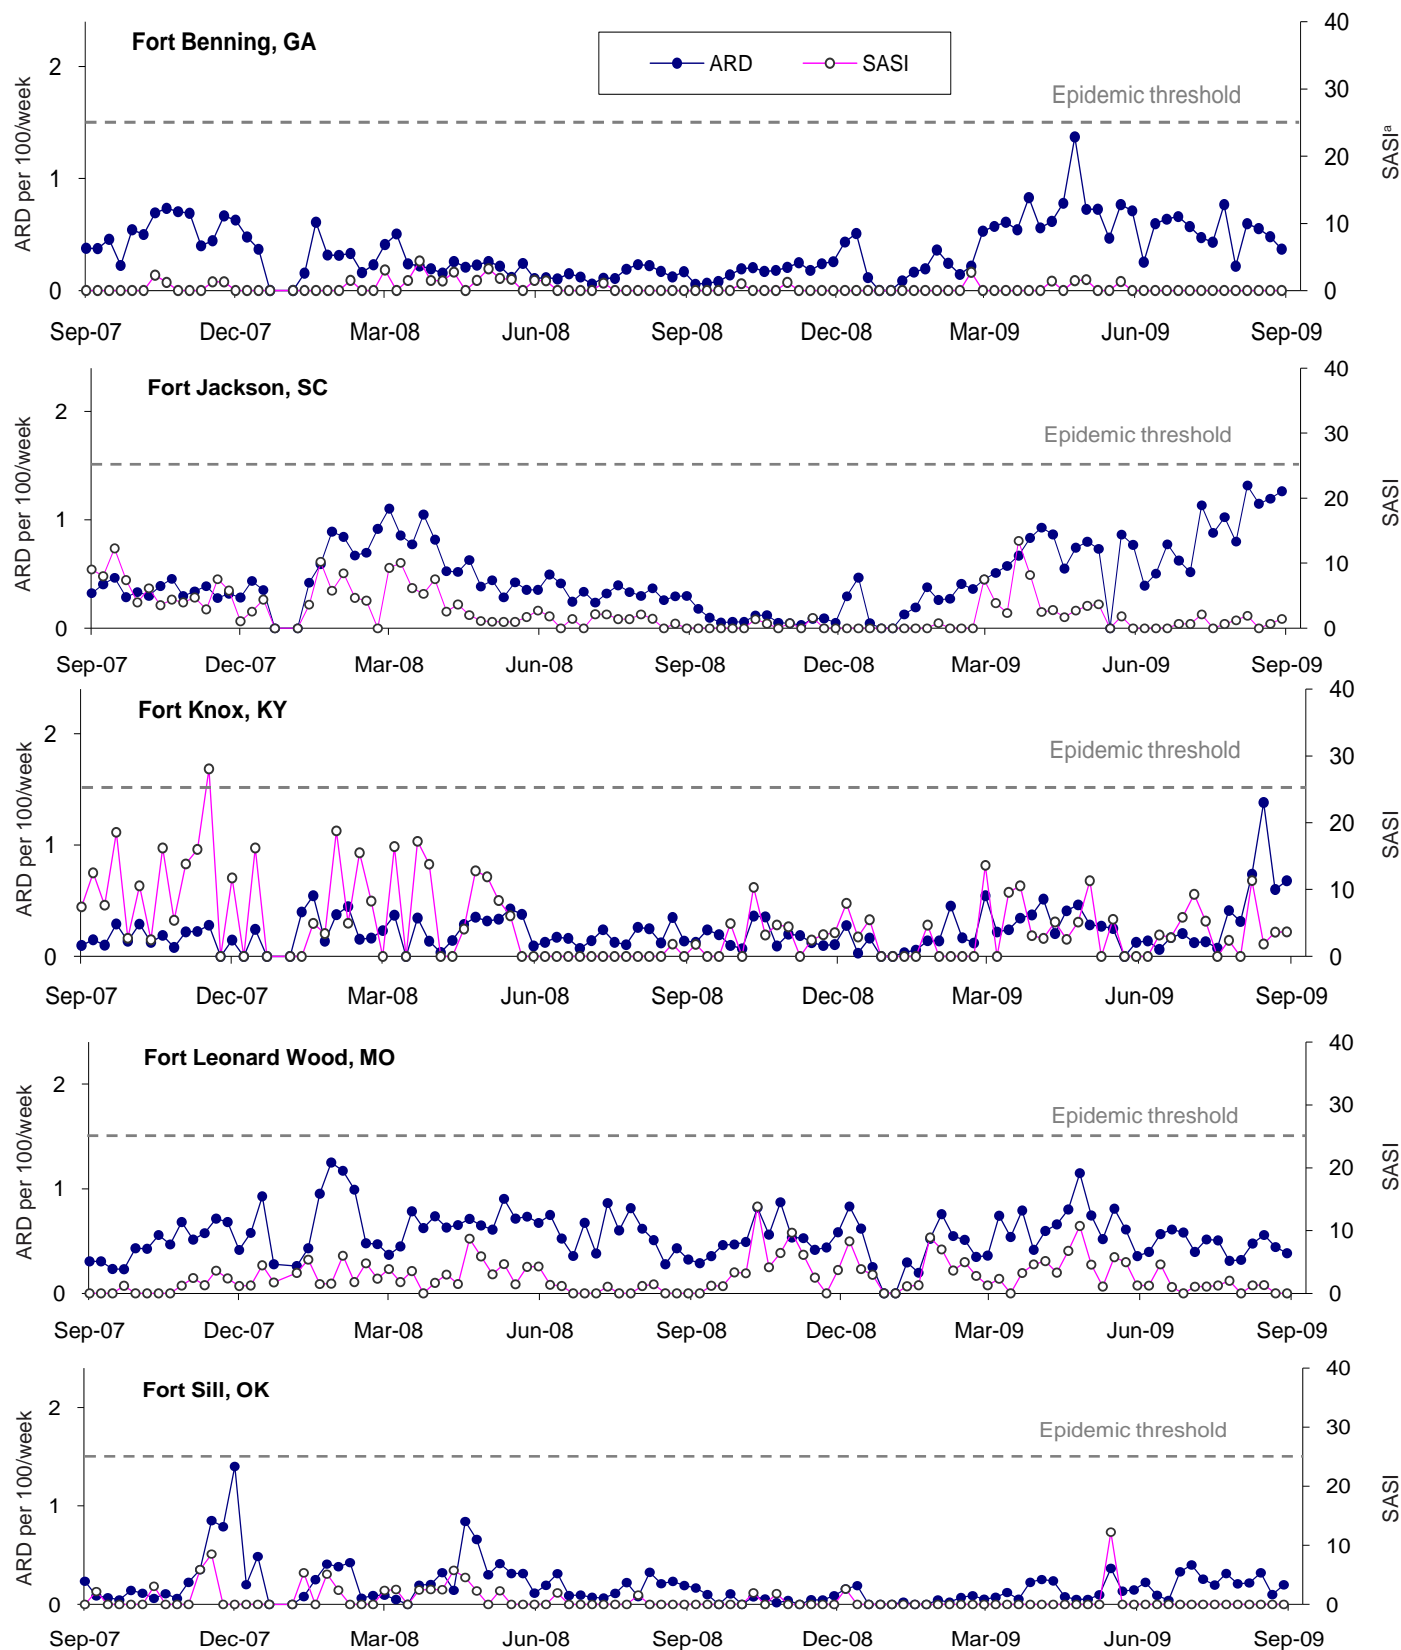 Fort Benning, GA
ARD SASI
Epidemic threshold
ARD per 100/week
2
1
0
40
30
20
10
0
SASIᵃ
Sep-07 Dec-07 Mar-08 Jun-08 Sep-08 Dec-08 Mar-09 Jun-09 Sep-09
Fort Jackson, SC
Epidemic threshold
ARD per 100/week
2
1
0
40
30
20
10
0
SASI
Sep-07 Dec-07 Mar-08 Jun-08 Sep-08 Dec-08 Mar-09 Jun-09 Sep-09
Fort Knox, KY
Epidemic threshold
ARD per 100/week
2
1
0
40
30
20
10
0
SASI
Sep-07 Dec-07 Mar-08 Jun-08 Sep-08 Dec-08 Mar-09 Jun-09 Sep-09
Fort Leonard Wood, MO
Epidemic threshold
ARD per 100/week
2
1
0
40
30
20
10
0
SASI
Sep-07 Dec-07 Mar-08 Jun-08 Sep-08 Dec-08 Mar-09 Jun-09 Sep-09
Fort Sill, OK
Epidemic threshold
ARD per 100/week
2
1
0
40
30
20
10
0
SASI
Sep-07 Dec-07 Mar-08 Jun-08 Sep-08 Dec-08 Mar-09 Jun-09 Sep-09